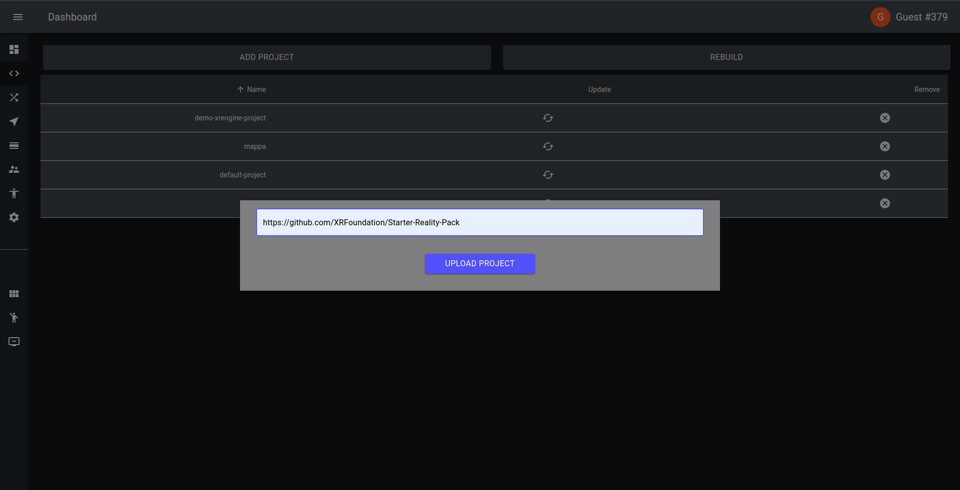 Dashboard
G
Guest #379
ADD PROJECT
REBUILD
Name
Update
Remove
demo-xrengine-project
mappa
default-project
https://github.com/XRFoundation/Starter-Reality-Pack
UPLOAD PROJECT